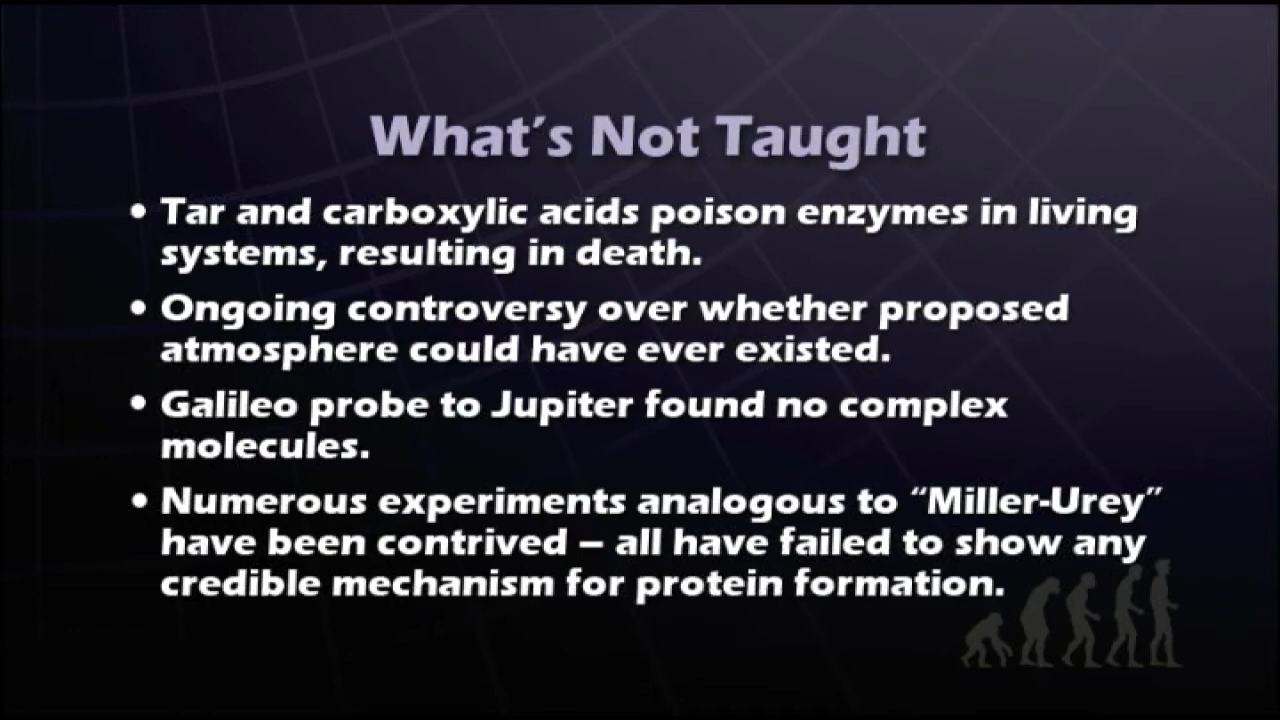 What's Not Taught
• Tar and carboxylic acids poison enzymes in living
systems, resulting in death.
• Ongoing controversy over whether proposed
atmosphere could have ever existed.
• Galileo probe to Jupiter found no complex
molecules.
• Numerous experiments analogous to “Miller-Urey”
have been contrived – all have failed to show any
credible mechanism for protein formation.